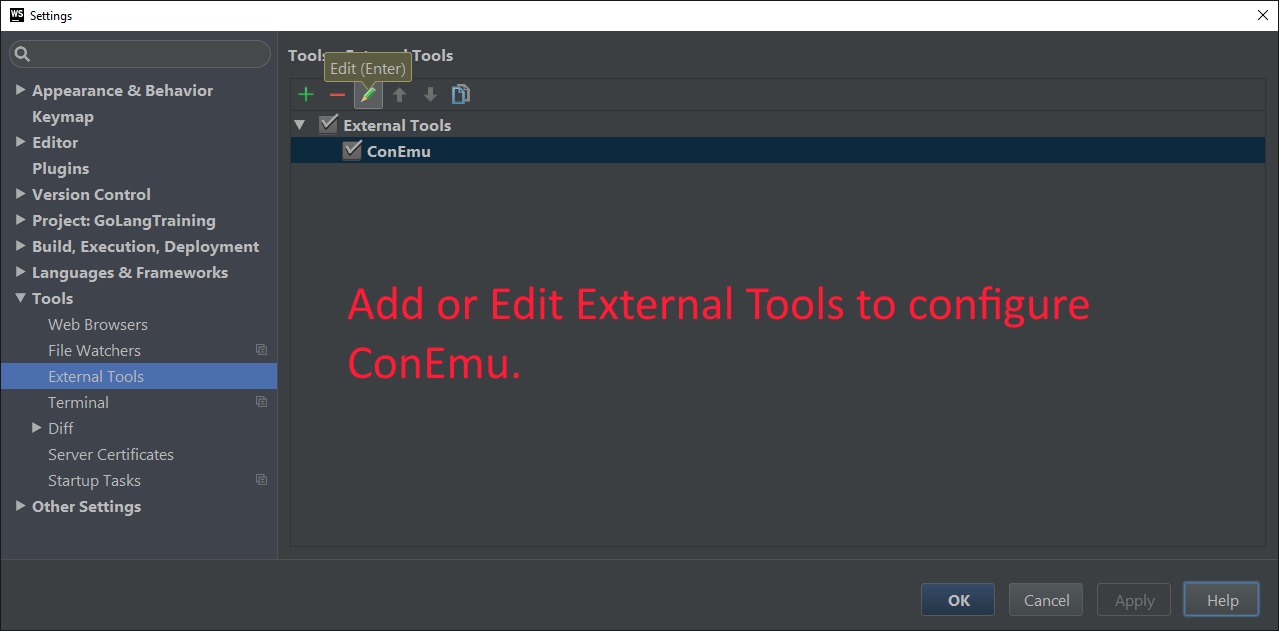 WS Settings
Tools External Tools
Edit (Enter)
Appearance & Behavior
Keymap
Editor
Plugins
Version Control
Project: GoLangTraining
Build, Execution, Deployment
Languages & Frameworks
Tools
Web Browsers
File Watchers
External Tools
Terminal
Diff
Server Certificates
Startup Tasks
Other Settings
External Tools
ConEmu
Add or Edit External Tools to configure
ConEmu.
OK Cancel Apply Help